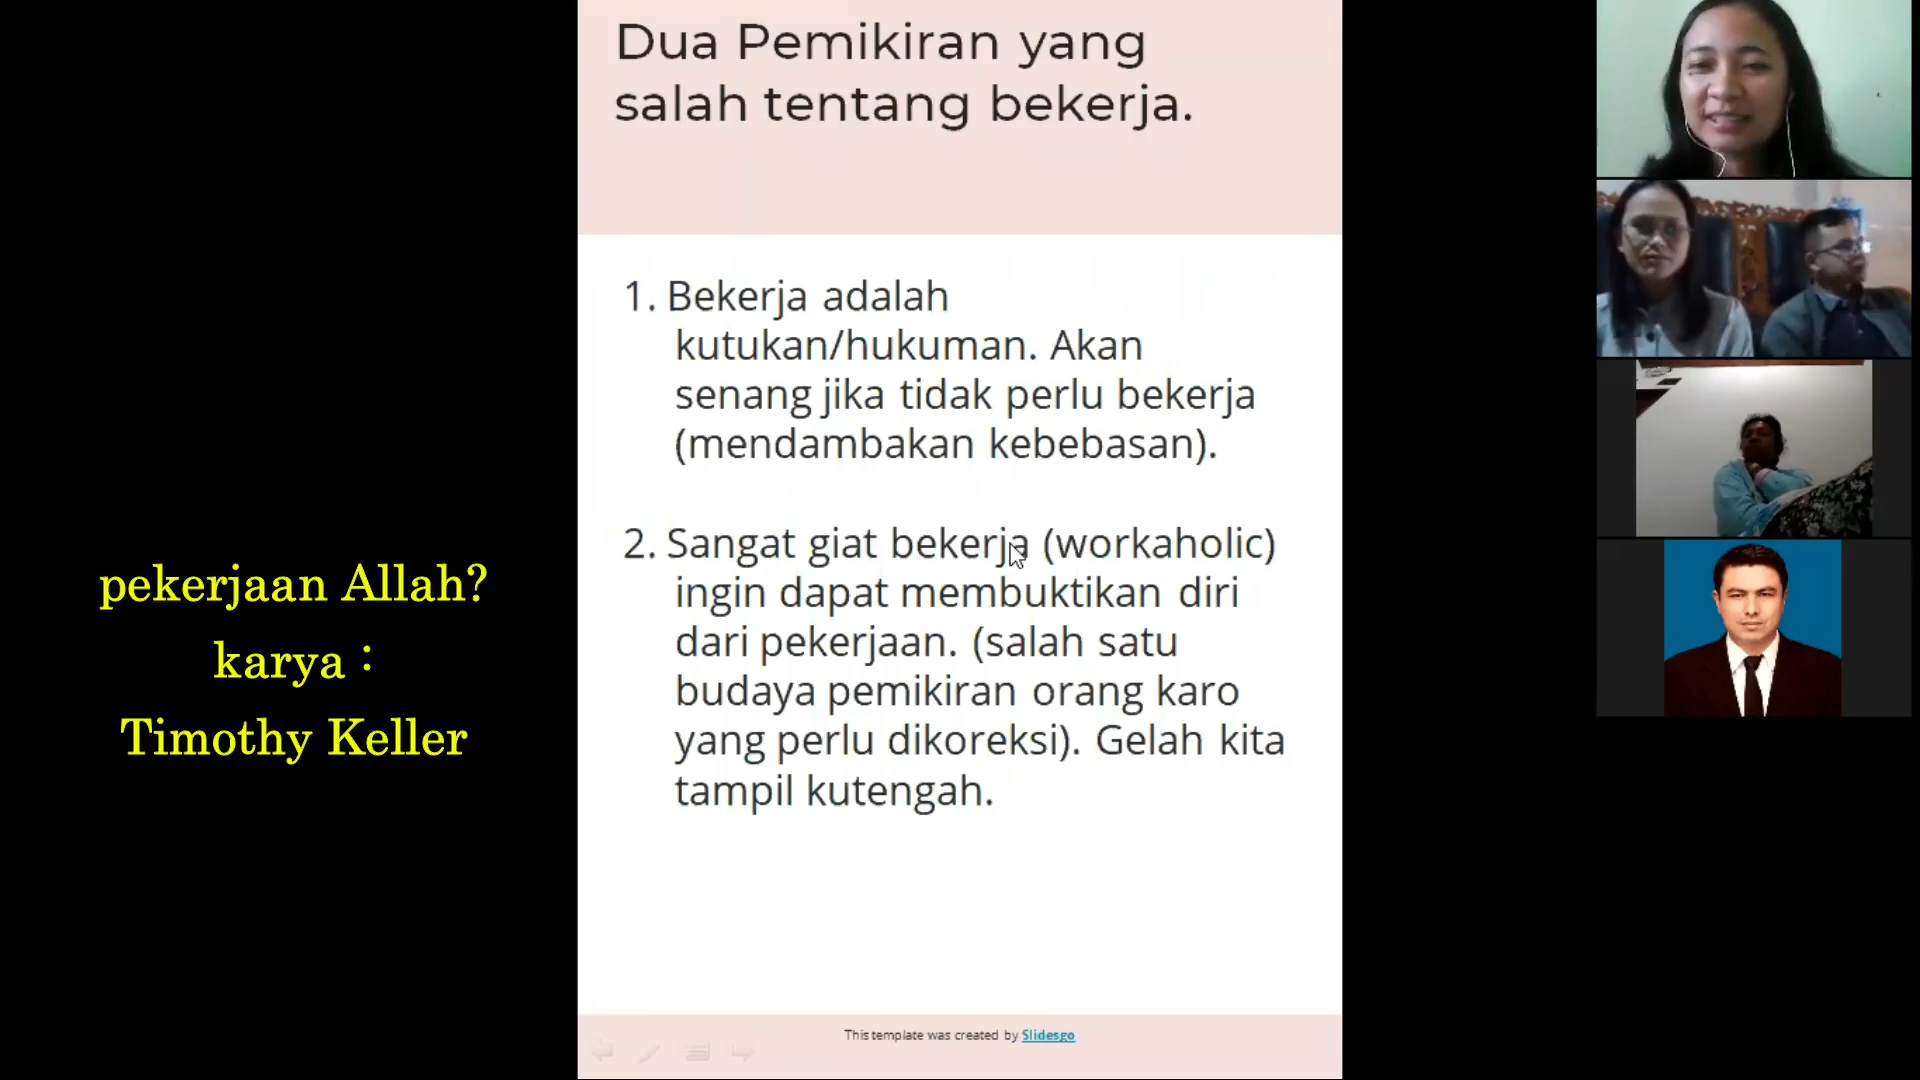 Dua Pemikiran yang
salah tentang bekerja.
1. Bekerja adalah
kutukan/hukuman. Akan
senang jika tidak perlu bekerja
(mendambakan kebebasan).
2. Sangat giat bekerja (workaholic)
ingin dapat membuktikan diri
dari pekerjaan. (salah satu
budaya pemikiran orang karo
yang perlu dikoreksi). Gelah kita
tampil kutengah.
This template was created by Slidesgo
pekerjaan Allah?
karya :
Timothy Keller